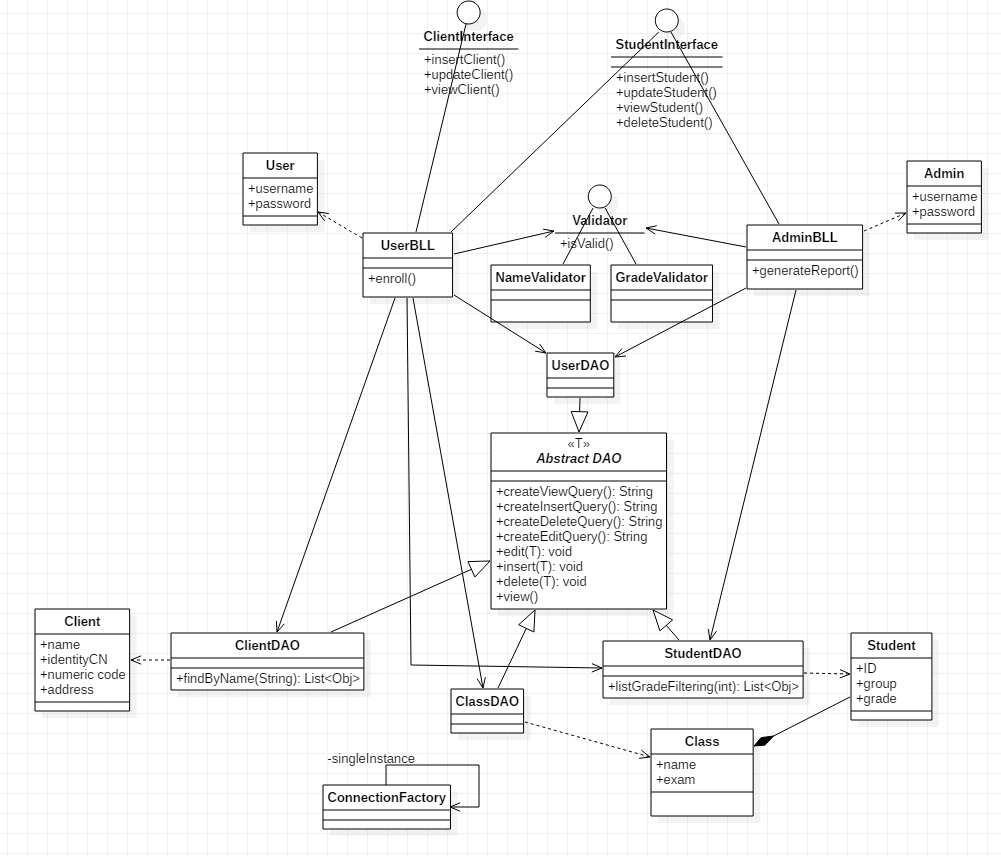 ClientInterface
+insertClient()
+updateClient()
+viewClient()
StudentInterface
+insertStudent()
+updateStudent()
+viewStudent()
+deleteStudent()
User
+username
+password
Validator
+isValid()
Admin
+username
+password
UserBLL
+enroll()
AdminBLL
+generateReport()
NameValidator
GradeValidator
UserDAO
«T»
Abstract DAO
+createViewQuery(): String
+createInsertQuery(): String
+createDeleteQuery(): String
+createEditQuery(): String
+edit(T): void
+insert(T): void
+delete(T): void
+view()
Client
+name
+identityCN
+numeric code
+address
ClientDAO
+findByName(String): List<Obj>
StudentDAO
+listGradeFiltering(int): List<Obj>
Student
+ID
+group
+grade
ClassDAO
Class
+name
+exam
-singleInstance
ConnectionFactory